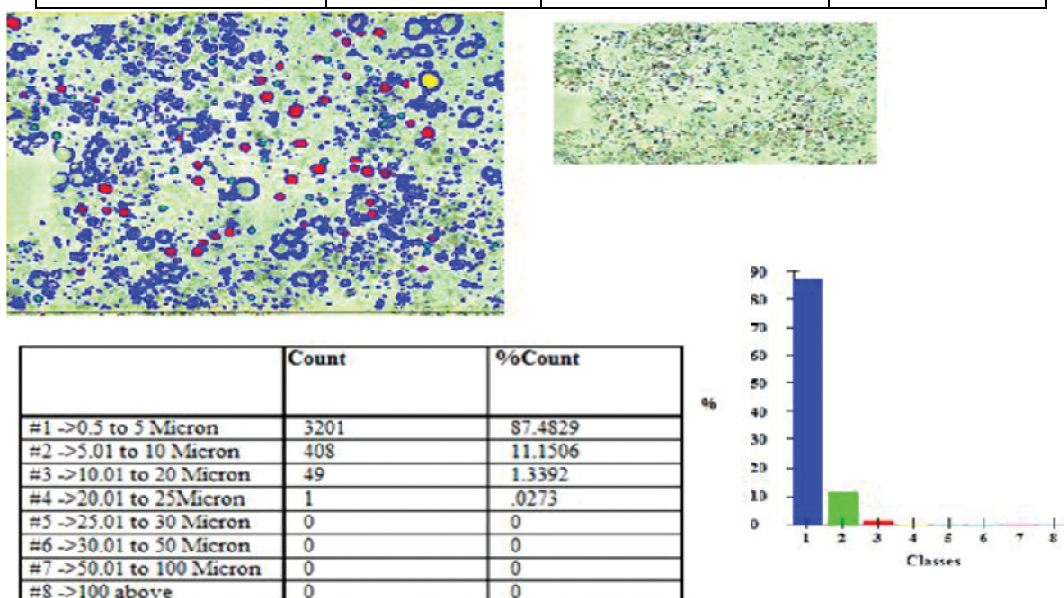 Count %Count
#1 ->0.5 to 5 Micron 3201 87.4829
#2 ->5.01 to 10 Micron 408 11.1506
#3 ->10.01 to 20 Micron 49 1.3392
#4 ->20.01 to 25Micron 1 .0273
#5 ->25.01 to 30 Micron 0 0
#6 ->30.01 to 50 Micron 0 0
#7 ->50.01 to 100 Micron 0 0
#8 ->100 above 0 0
90
80
70
60
50
%
40
30
20
10
0
1 2 3 4 5 6 7 8
Classes